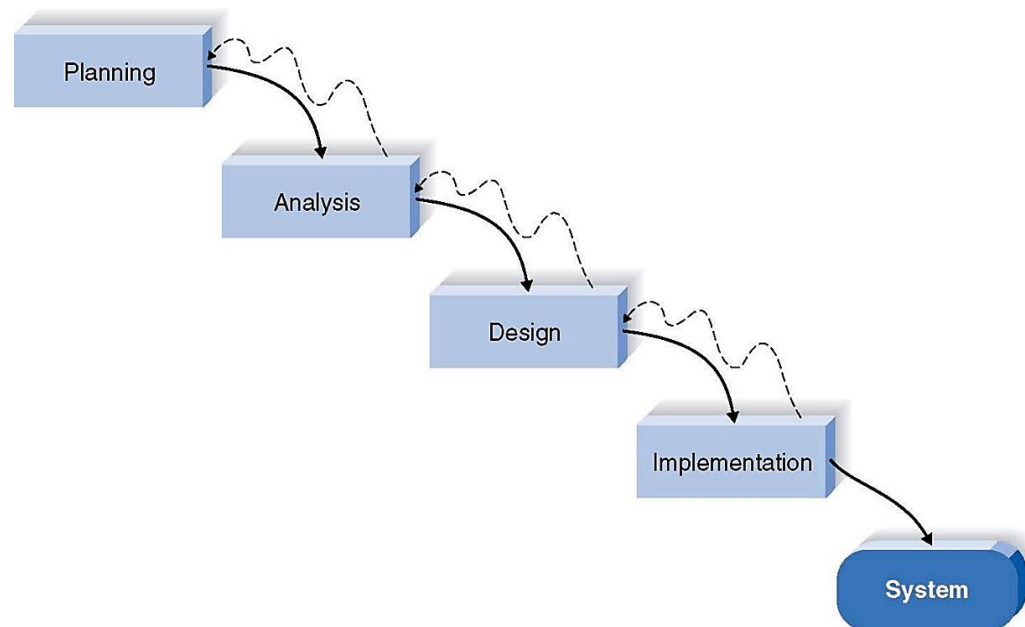 Planning
Analysis
Design
Implementation
System